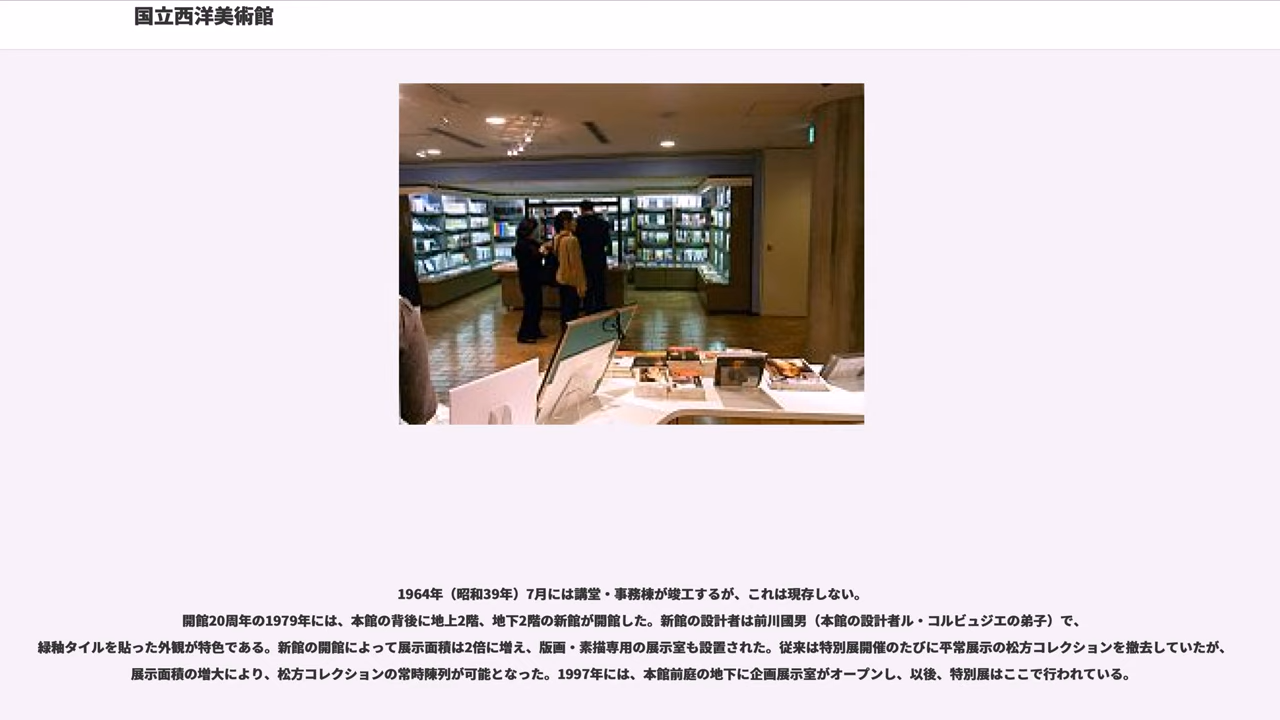 国立西洋美術館
1964年（昭和39年）7月には講堂・事務棟が竣工するが、これは現存しない。
開館20周年の1979年には、本館の背後に地上2階、地下2階の新館が開館した。新館の設計者は前川國男（本館の設計者ル・コルビュジエの弟子）で、
緑釉タイルを貼った外観が特色である。新館の開館によって展示面積は2倍に増え、版画・素描専用の展示室も設置された。従来は特別展開催のたびに平常展示の松方コレクションを撤去していたが、
展示面積の増大により、松方コレクションの常時陳列が可能となった。1997年には、本館前庭の地下に企画展示室がオープンし、以後、特別展はここで行われている。